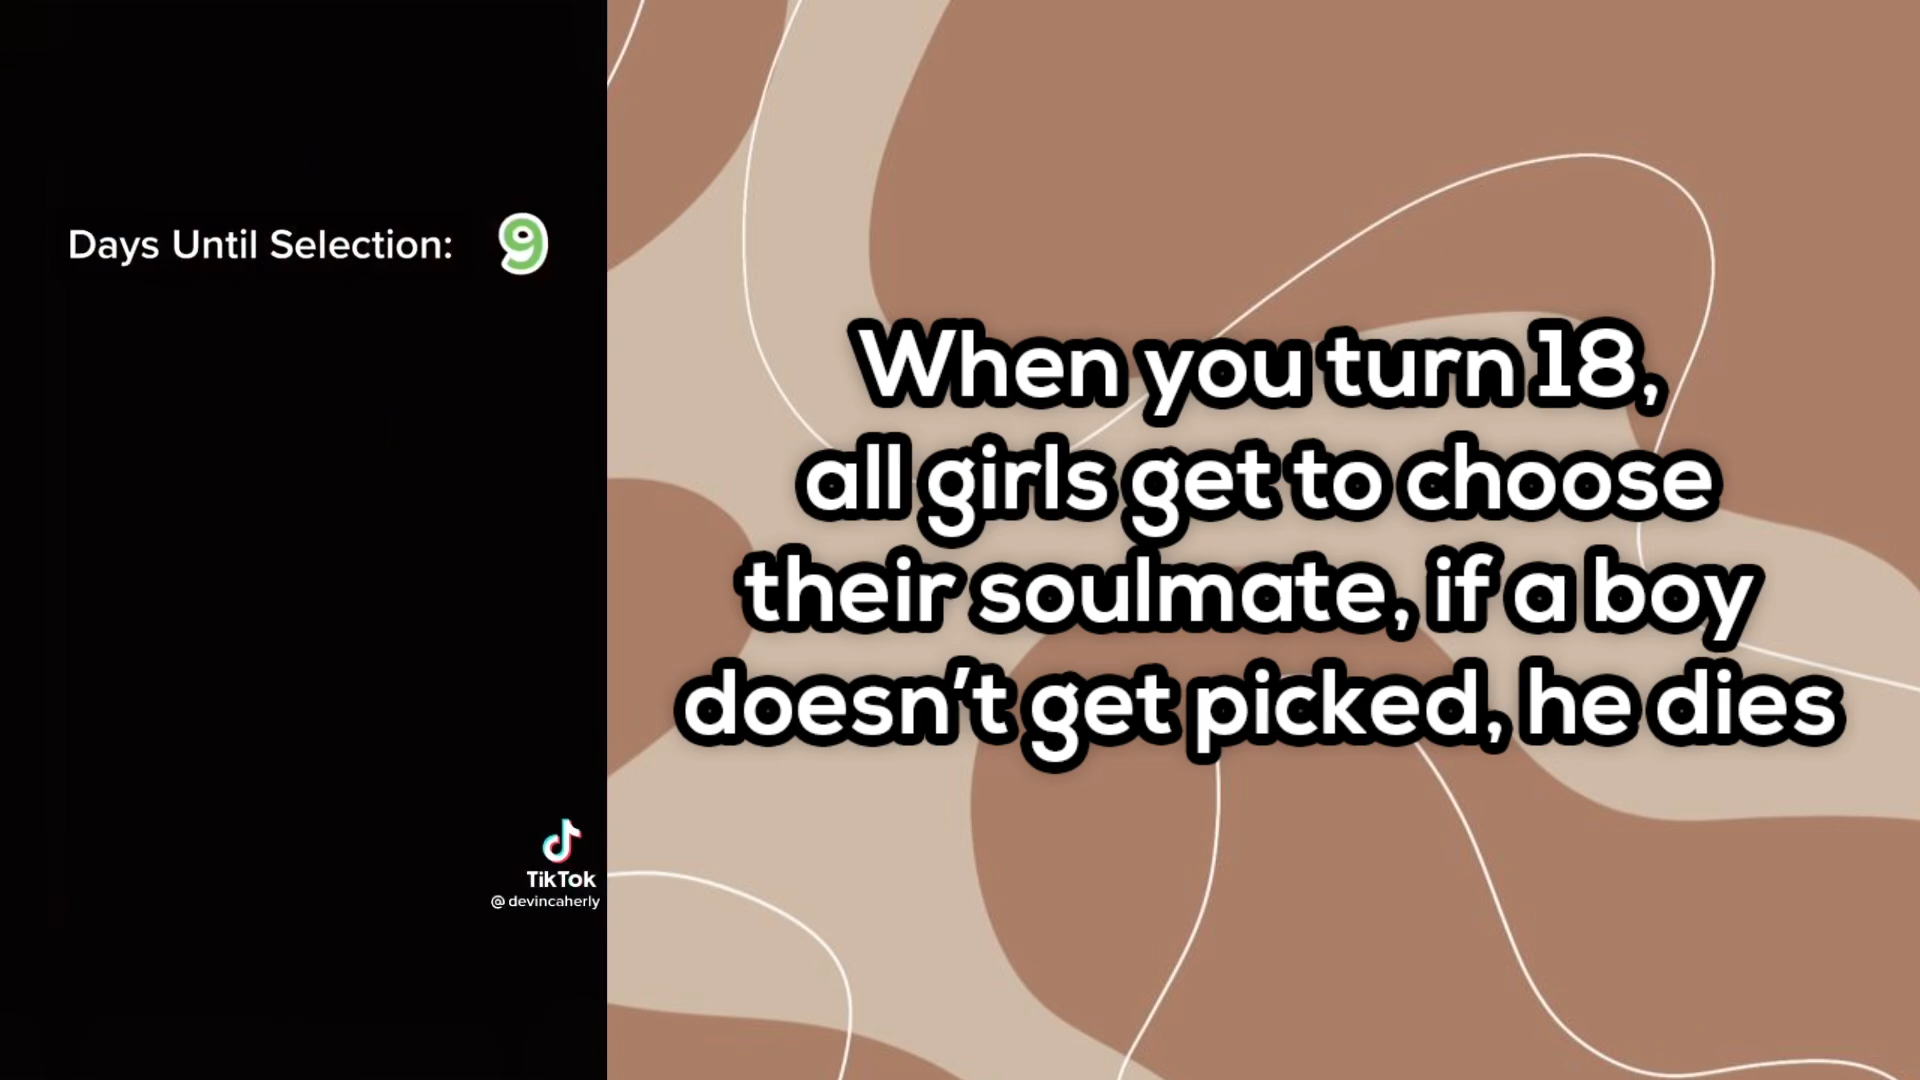 Days Until Selection: 9
TikTok
@devincaherly
When you turn 18,
all girls get to choose
their soulmate, if a boy
doesn't get picked, he dies